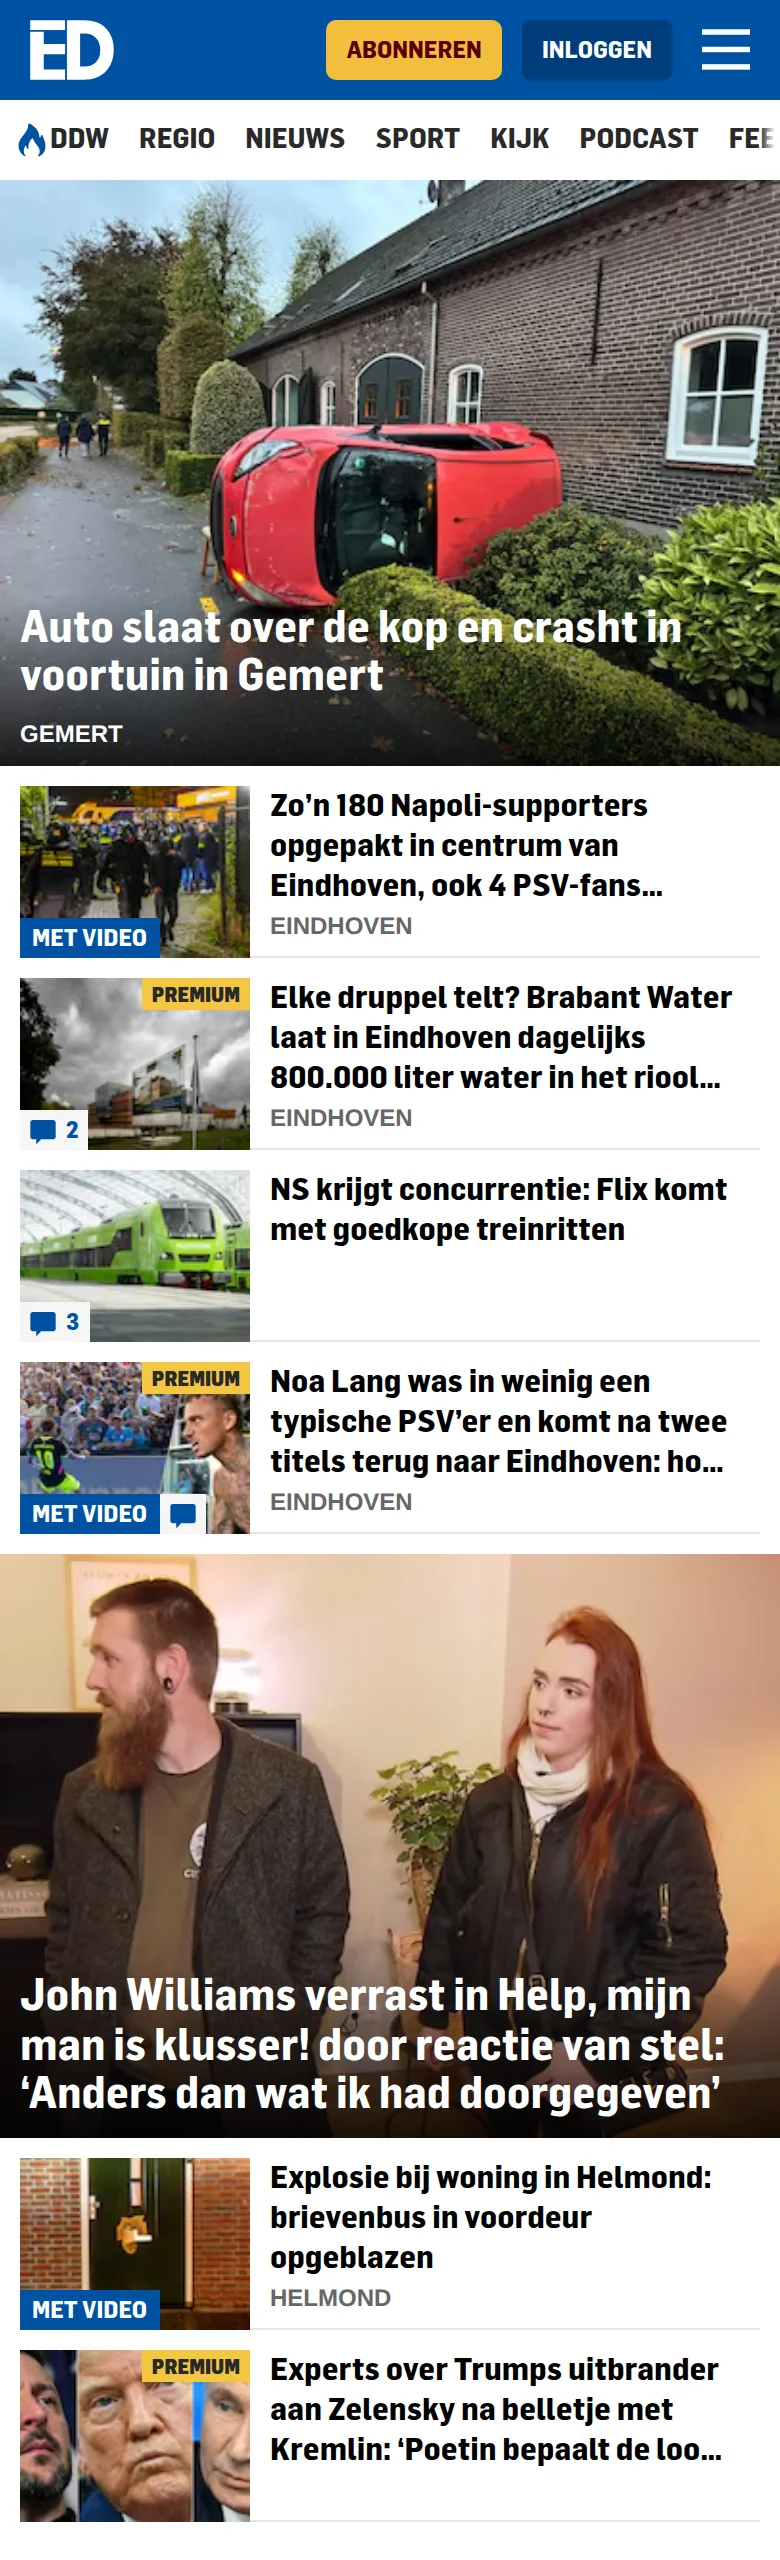 ED
ABONNEREN
INLOGGEN
DDW REGIO NIEUWS SPORT KIJK PODCAST FEE
Auto slaat over de kop en crasht in
voortuin in Gemert
GEMERT
MET VIDEO
Zo’n 180 Napoli-supporters
opgepakt in centrum van
Eindhoven, ook 4 PSV-fans...
EINDHOVEN
PREMIUM
2
Elke druppel telt? Brabant Water
laat in Eindhoven dagelijks
800.000 liter water in het riool...
EINDHOVEN
3
NS krijgt concurrentie: Flix komt
met goedkope treinritten
PREMIUM
10
MET VIDEO
Noa Lang was in weinig een
typische PSV’er en komt na twee
titels terug naar Eindhoven: ho...
EINDHOVEN
John Williams verrast in Help, mijn
man is klusser! door reactie van stel:
‘Anders dan wat ik had doorgegeven’
MET VIDEO
Explosie bij woning in Helmond:
brievenbus in voordeur
opgeblazen
HELMOND
PREMIUM
Experts over Trumps uitbrander
aan Zelensky na belletje met
Kremlin: ‘Poetin bepaalt de loo...